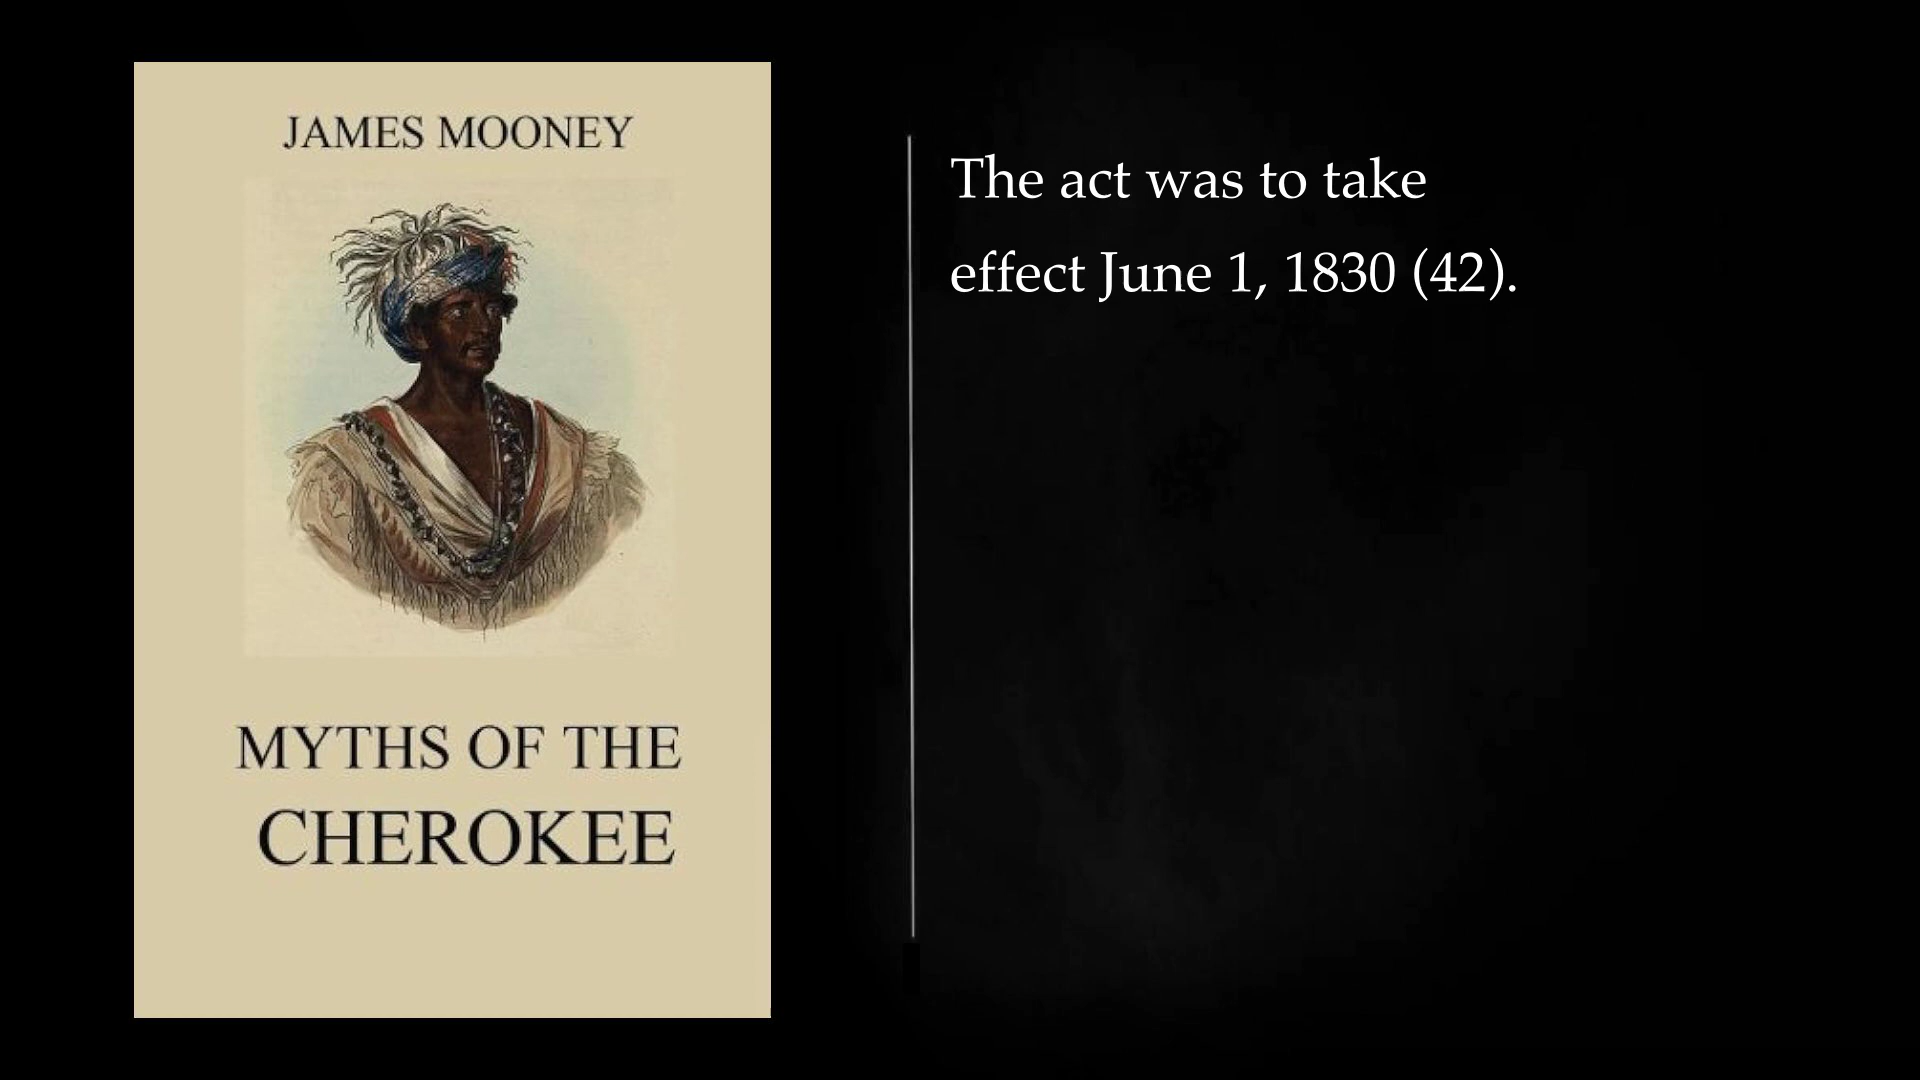 JAMES MOONEY
MYTHS OF THE
CHEROKEE
The act was to take
effect June 1, 1830 (42).